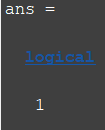 ans =
logical
1